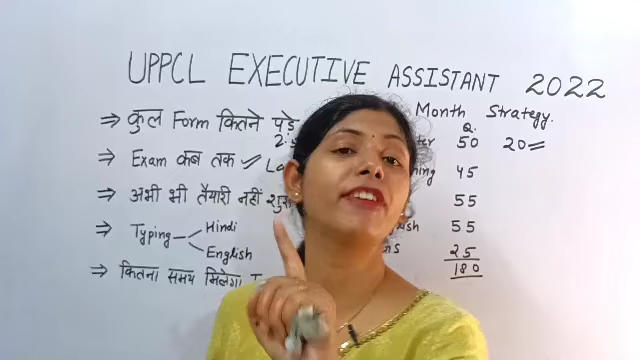 UPPCL EXECUTIVE ASSISTANT 2022
⇒ कुल Form कितने पड़े Month Strategy.
Q.
50 20=
⇒ Exam कब तक ✓ 45
⇒ अभी भी तैयारी नहीं 55
⇒ Typing Hindi 55
English 25
⇒ कितना समय मिलेगा 180